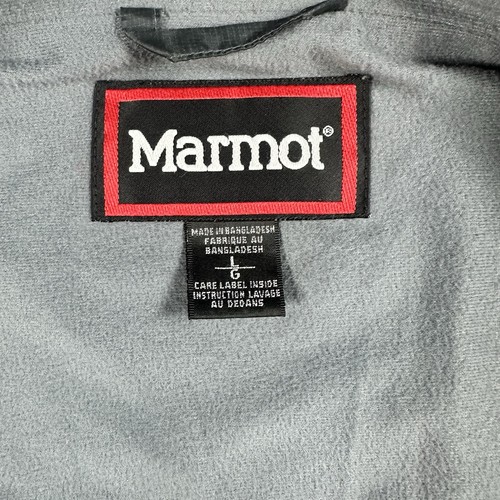 Marmot®
MADE IN BANGLADESH
FABRIQUE AU
BANGLADESH
L
G
CARE LABEL INSIDE
INSTRUCTION LAVAGE
AU DEDANS